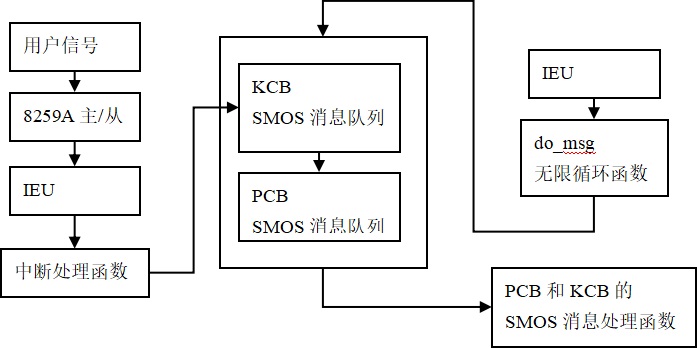 用户信号
8259A 主/从
IEU
中断处理函数
KCB
SMOS 消息队列
PCB
SMOS 消息队列
IEU
do_msg
无限循环函数
PCB 和 KCB 的
SMOS 消息处理函数